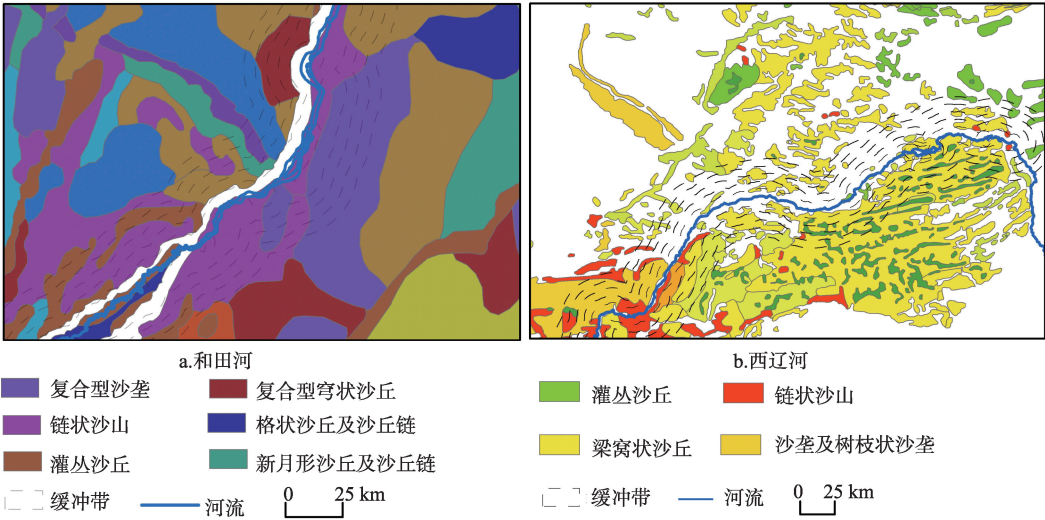 a.和田河
复合型沙垄
复合型穹状沙丘
链状沙山
格状沙丘及沙丘链
灌丛沙丘
新月形沙丘及沙丘链
缓冲带
河流
0 25 km
b.西辽河
灌丛沙丘
链状沙山
梁窝状沙丘
沙垄及树枝状沙垄
缓冲带
河流
0 25 km